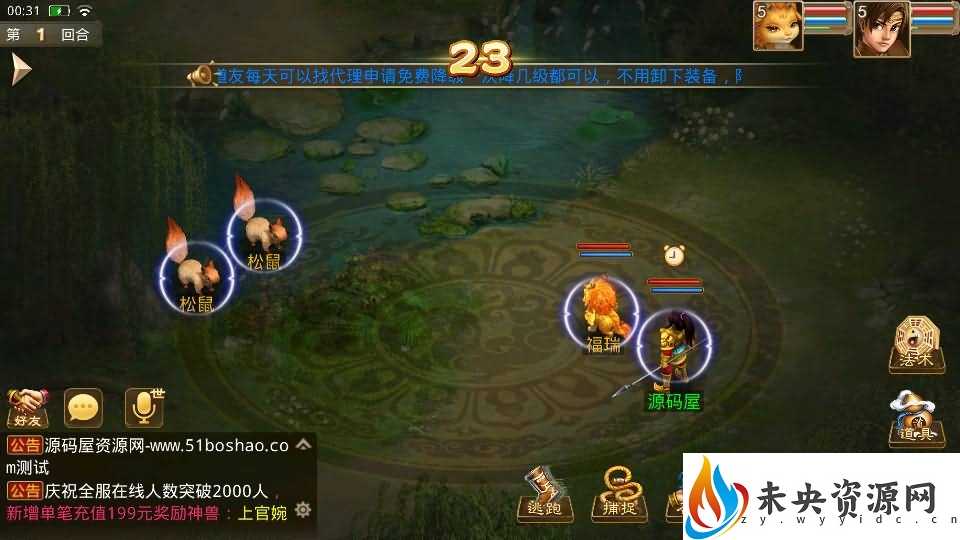 00:31
第 1 回合
5
5
23
道友每天可以找代理申请免费降级一次降几级都可以，不用卸下装备，
松鼠
松鼠
福瑞
源码屋
法术
道具
好友
世
公告 源码屋资源网-www.51boshao.co
m测试
公告 庆祝全服在线人数突破2000人，
新增单笔充值199元奖励神兽：上官婉
逃跑
捕捉
未央资源网
zy.wyyidc.cn